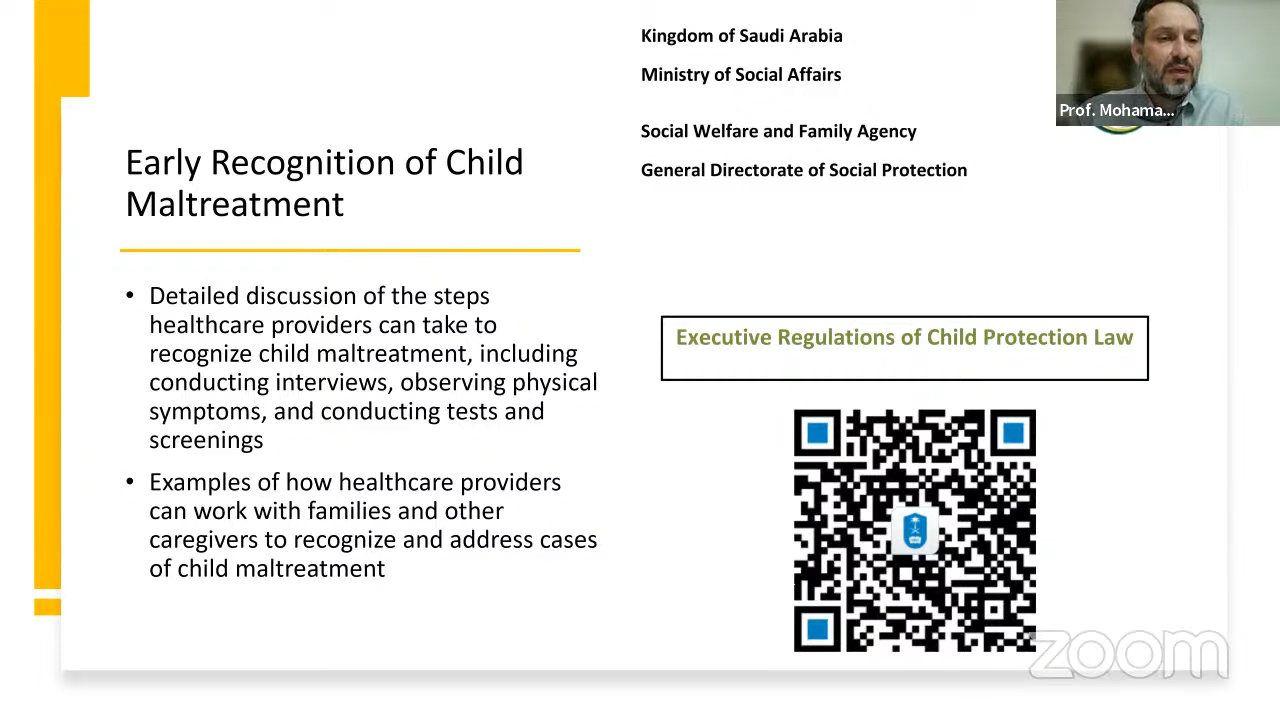 Early Recognition of Child
Maltreatment
• Detailed discussion of the steps
healthcare providers can take to
recognize child maltreatment, including
conducting interviews, observing physical
symptoms, and conducting tests and
screenings
• Examples of how healthcare providers
can work with families and other
caregivers to recognize and address cases
of child maltreatment
Kingdom of Saudi Arabia
Ministry of Social Affairs
Social Welfare and Family Agency
General Directorate of Social Protection
Executive Regulations of Child Protection Law
Prof. Mohama...
zoom